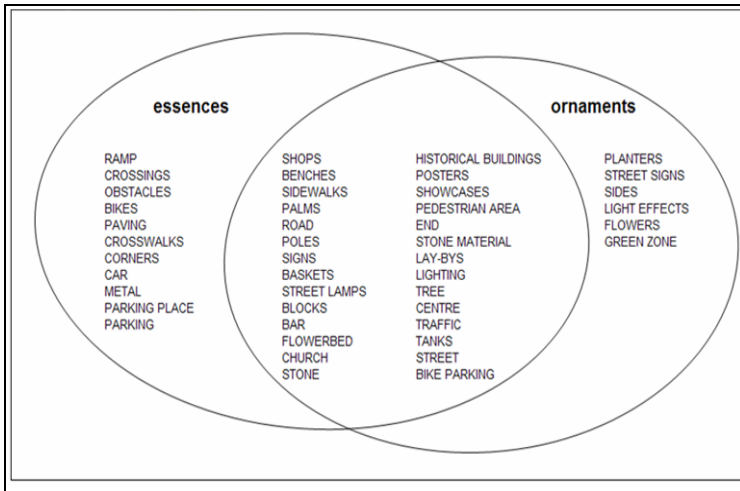 essences
ornaments
RAMP
CROSSINGS
OBSTACLES
BIKES
PAVING
CROSSWALKS
CORNERS
CAR
METAL
PARKING PLACE
PARKING
SHOPS
BENCHES
SIDEWALKS
PALMS
ROAD
POLES
SIGNS
BASKETS
STREET LAMPS
BLOCKS
BAR
FLOWERBED
CHURCH
STONE
HISTORICAL BUILDINGS
POSTERS
SHOWCASES
PEDESTRIAN AREA
END
STONE MATERIAL
LAY-BYS
LIGHTING
TREE
CENTRE
TRAFFIC
TANKS
STREET
BIKE PARKING
PLANTERS
STREET SIGNS
SIDES
LIGHT EFFECTS
FLOWERS
GREEN ZONE